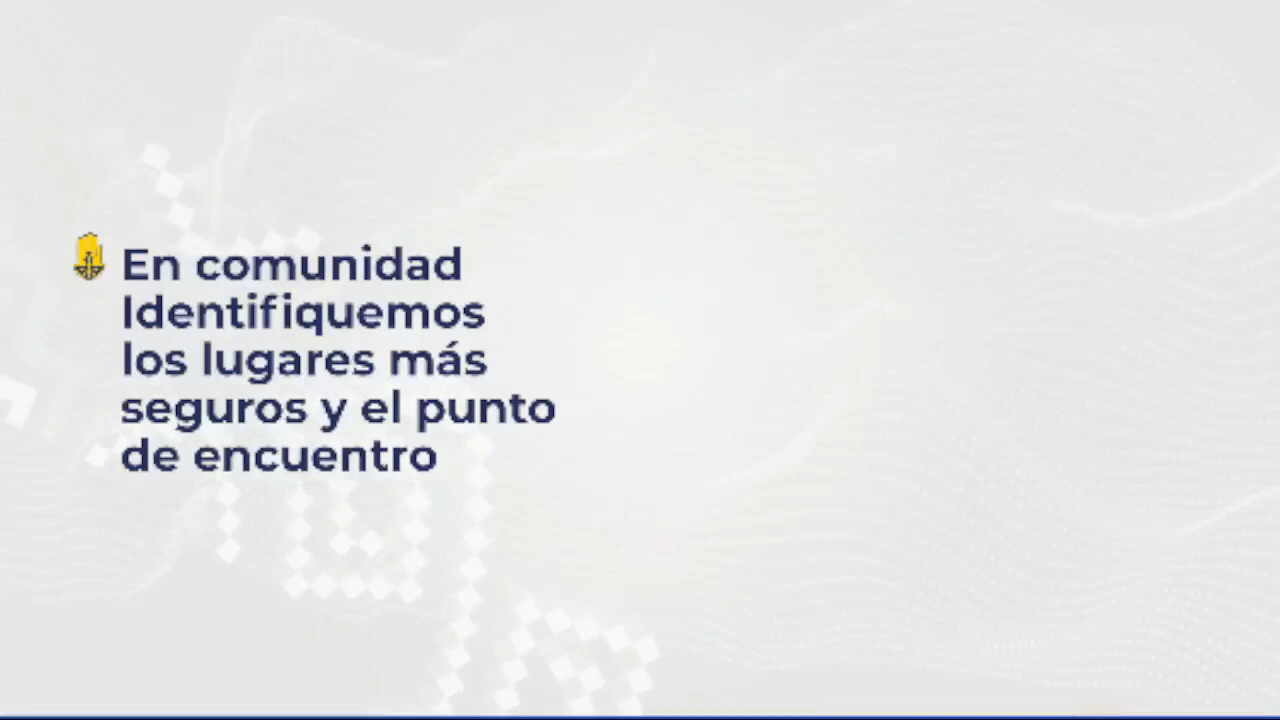 En comunidad
Identifiquemos
los lugares más
seguros y el punto
de encuentro